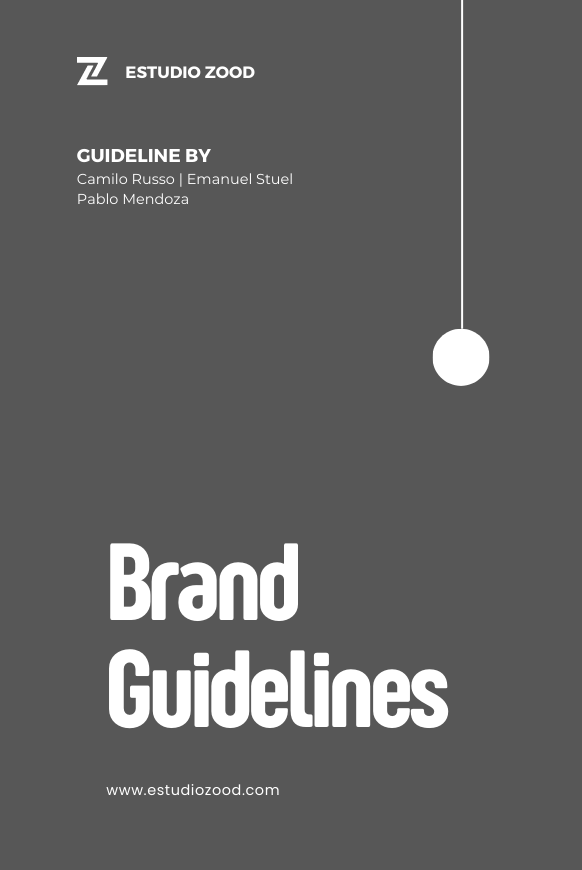 ESTUDIO ZOOD
GUIDELINE BY
Camilo Russo | Emanuel Stuel
Pablo Mendoza
Brand
Guidelines
www.estudiozood.com